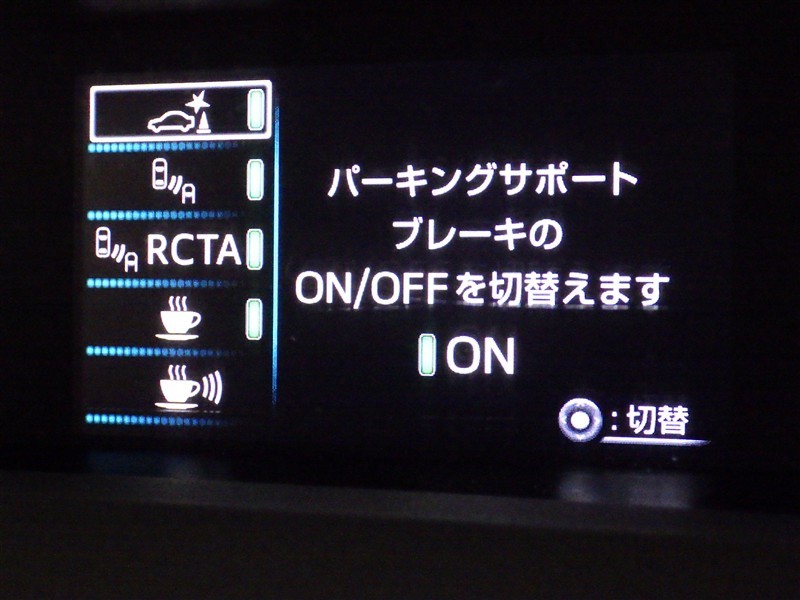 RCTA
パーキングサポート
ブレーキの
ON/OFFを切替えます
ON
:切替